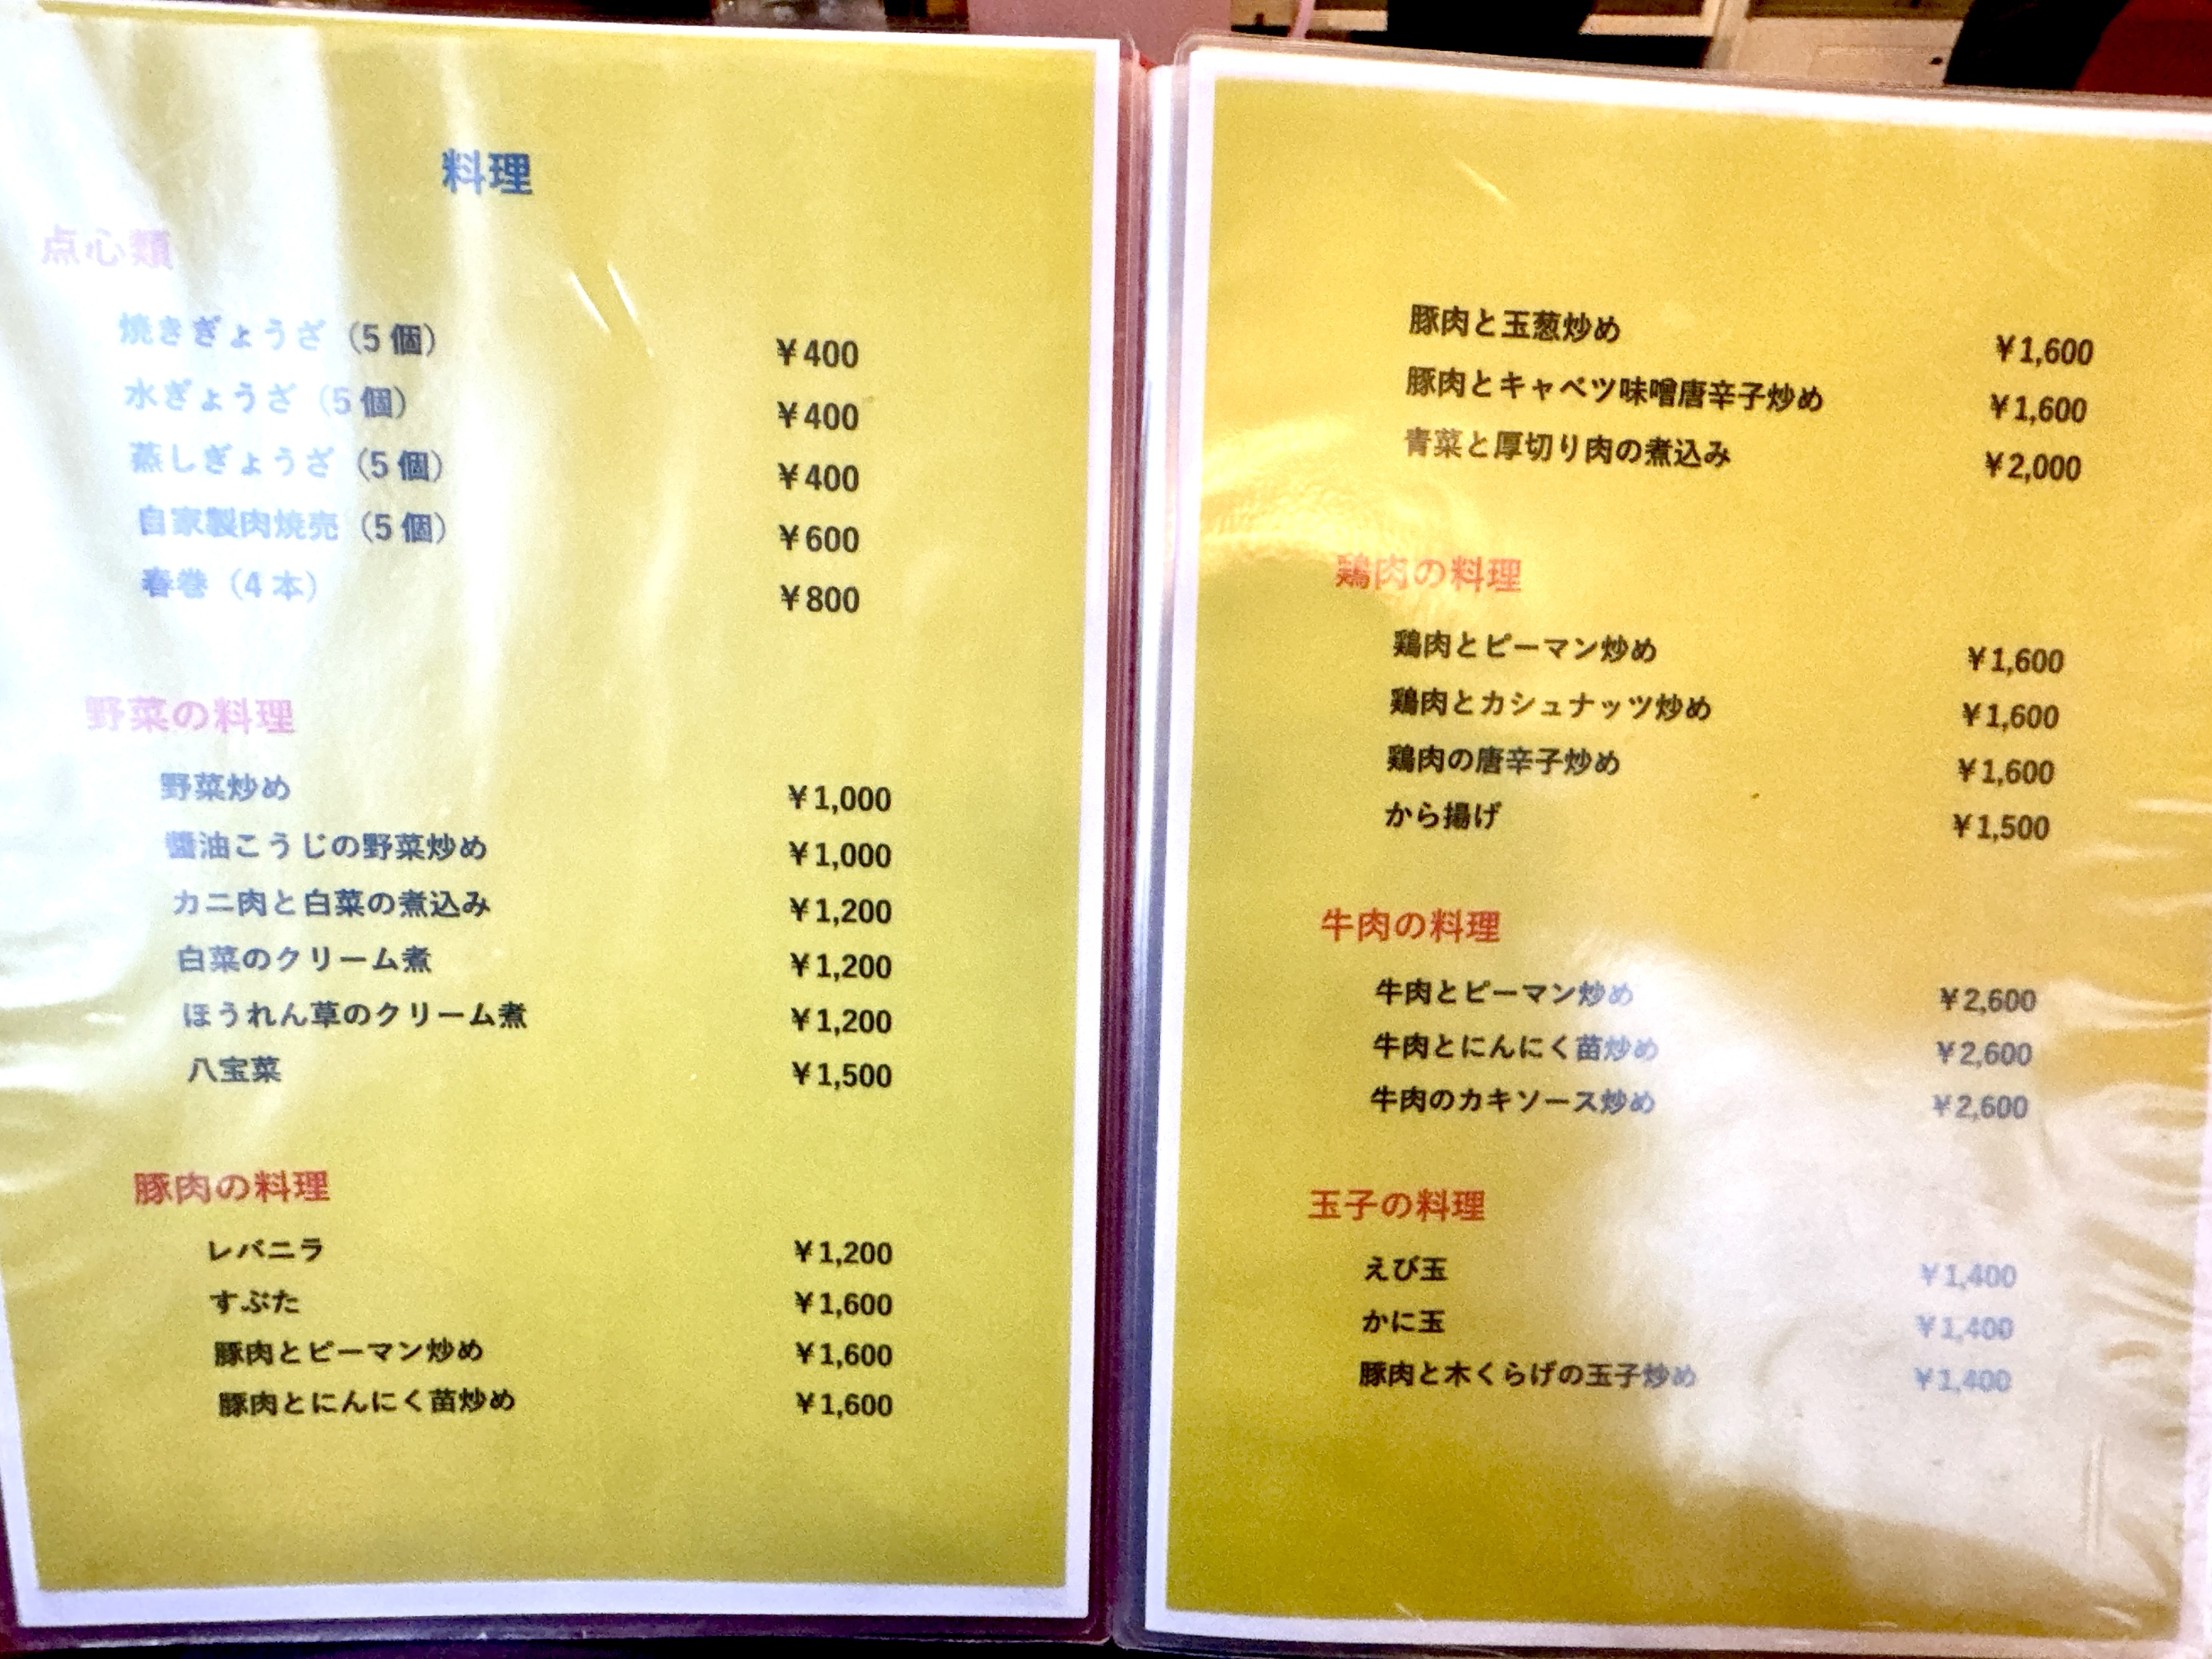 料理
点心類
焼きぎょうざ（5個） ￥400
水ぎょうざ（5個） ￥400
蒸しぎょうざ（5個） ￥400
自家製肉焼売（5個） ￥600
春巻（4本） ￥800
野菜の料理
野菜炒め ￥1,000
醬油こうじの野菜炒め ￥1,000
カニ肉と白菜の煮込み ￥1,200
白菜のクリーム煮 ￥1,200
ほうれん草のクリーム煮 ￥1,200
八宝菜 ￥1,500
豚肉の料理
レバニラ ￥1,200
すぶた ￥1,600
豚肉とピーマン炒め ￥1,600
豚肉とにんにく苗炒め ￥1,600
豚肉と玉葱炒め ￥1,600
豚肉とキャベツ味噌唐辛子炒め ￥1,600
青菜と厚切り肉の煮込み ￥2,000
鶏肉の料理
鶏肉とピーマン炒め ￥1,600
鶏肉とカシュナッツ炒め ￥1,600
鶏肉の唐辛子炒め ￥1,600
から揚げ ￥1,500
牛肉の料理
牛肉とピーマン炒め ￥2,600
牛肉とにんにく苗炒め ￥2,600
牛肉のカキソース炒め ￥2,600
玉子の料理
えび玉 ￥1,400
かに玉 ￥1,400
豚肉と木くらげの玉子炒め ￥1,400